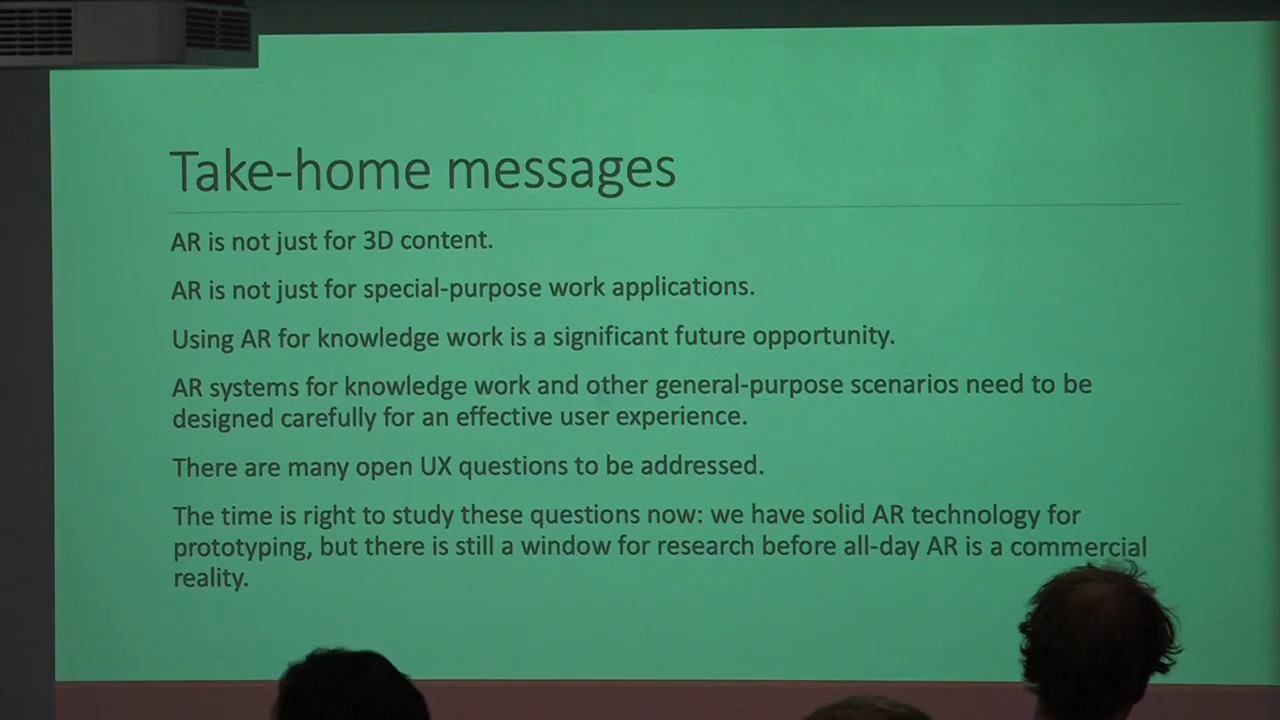 Take-home messages
AR is not just for 3D content.
AR is not just for special-purpose work applications.
Using AR for knowledge work is a significant future opportunity.
AR systems for knowledge work and other general-purpose scenarios need to be
designed carefully for an effective user experience.
There are many open UX questions to be addressed.
The time is right to study these questions now: we have solid AR technology for
prototyping, but there is still a window for research before all-day AR is a commercial
reality.